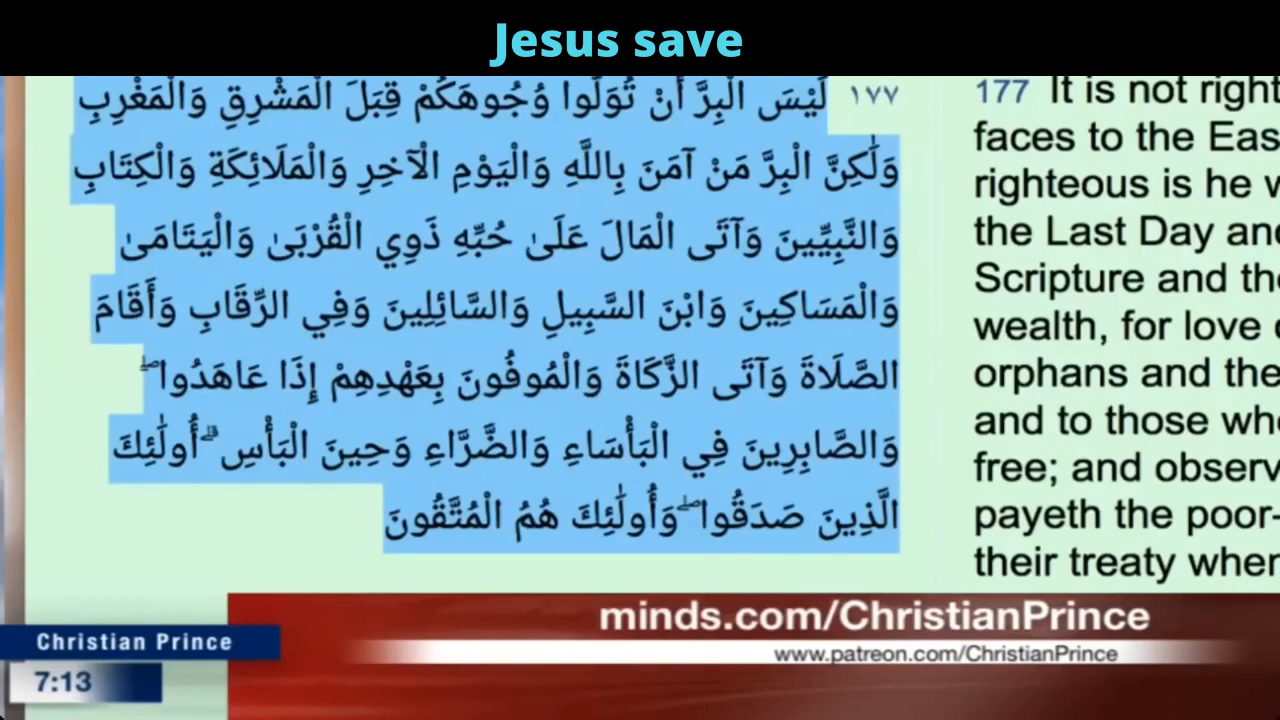 Jesus save
١٧٧ لَيْسَ الْبِرَّ أَنْ تُوَلُّوا وُجُوهَكُمْ قِبَلَ الْمَشْرِقِ وَالْمَغْرِبِ
وَلَٰكِنَّ الْبِرَّ مَنْ آمَنَ بِاللَّهِ وَالْيَوْمِ الْآخِرِ وَالْمَلَائِكَةِ وَالْكِتَابِ
وَالنَّبِيِّينَ وَآتَى الْمَالَ عَلَىٰ حُبِّهِ ذَوِي الْقُرْبَىٰ وَالْيَتَامَىٰ
وَالْمَسَاكِينَ وَابْنَ السَّبِيلِ وَالسَّائِلِينَ وَفِي الرِّقَابِ وَأَقَامَ
الصَّلَاةَ وَآتَى الزَّكَاةَ وَالْمُوفُونَ بِعَهْدِهِمْ إِذَا عَاهَدُوا ۖ
وَالصَّابِرِينَ فِي الْبَأْسَاءِ وَالضَّرَّاءِ وَحِينَ الْبَأْسِ ۗ أُولَٰئِكَ
الَّذِينَ صَدَقُوا ۖ وَأُولَٰئِكَ هُمُ الْمُتَّقُونَ
177 It is not right
faces to the Eas
righteous is he w
the Last Day an
Scripture and th
wealth, for love
orphans and the
and to those wh
free; and observ
payeth the poor-
their treaty when
minds.com/ChristianPrince
www.patreon.com/ChristianPrince
Christian Prince
7:13